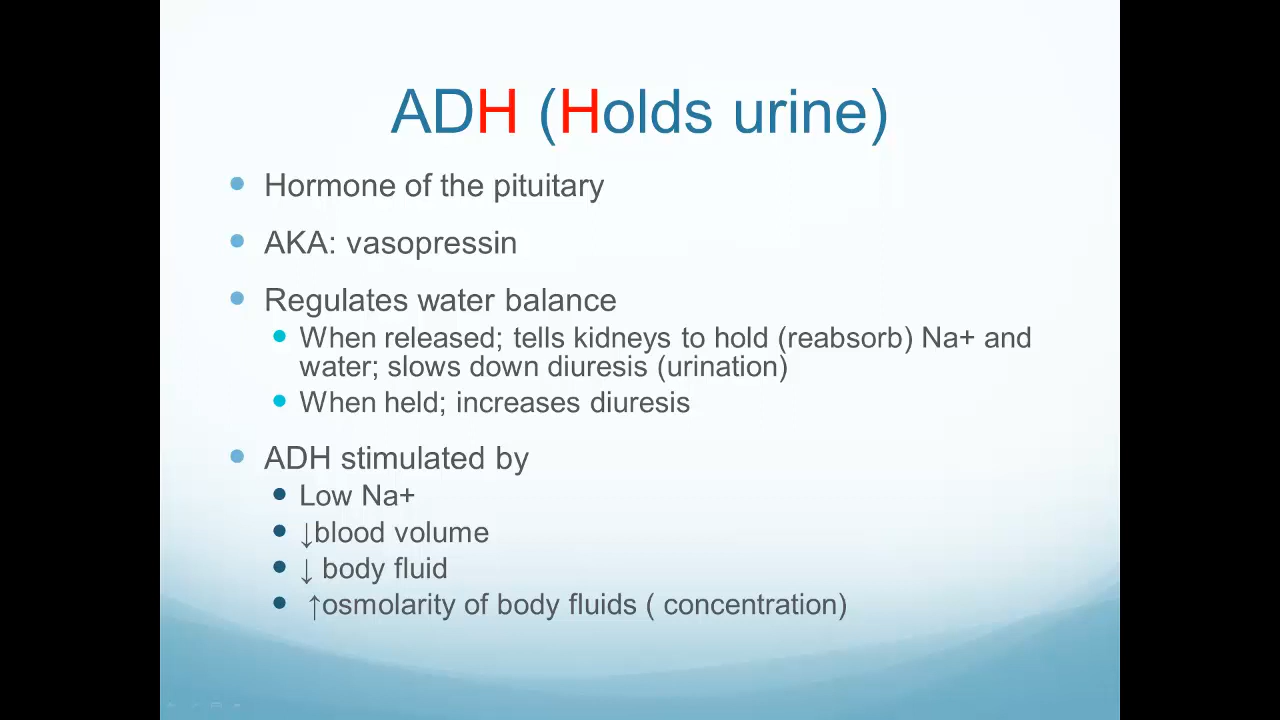 ADH (Holds urine)
Hormone of the pituitary
AKA: vasopressin
Regulates water balance
When released; tells kidneys to hold (reabsorb) Na+ and
water; slows down diuresis (urination)
When held; increases diuresis
ADH stimulated by
Low Na+
↓blood volume
↓ body fluid
↑osmolarity of body fluids ( concentration)